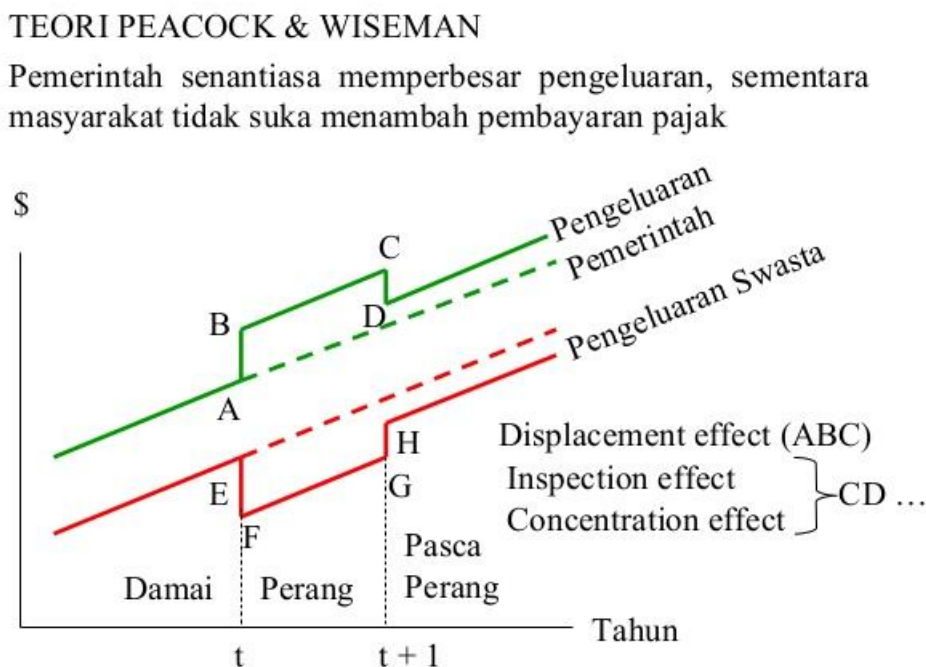 TEORI PEACOCK & WISEMAN
Pemerintah senantiasa memperbesar pengeluaran, sementara
masyarakat tidak suka menambah pembayaran pajak
$
Pengeluaran
Pemerintah
Pengeluaran Swasta
C
B
D
A
H
E
G
F
Displacement effect (ABC)
Inspection effect
Concentration effect
CD ...
Damai
Perang
Pasca
Perang
Tahun
t
t + 1